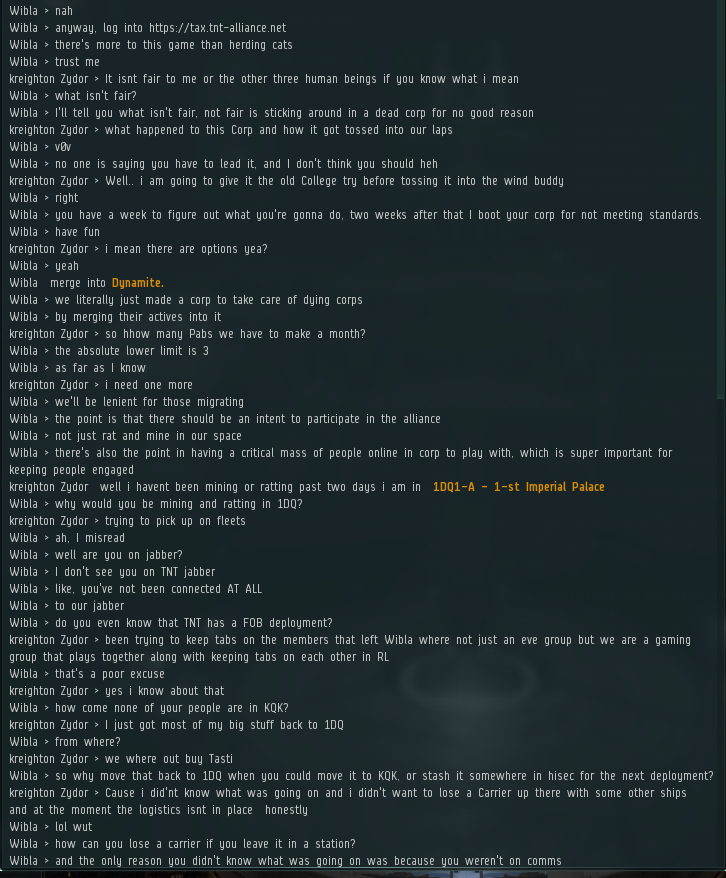 Wibla > nah
Wibla > anyway, log into https://tax.tnt-alliance.net
Wibla > there's more to this game than herding cats
Wibla > trust me
kreighton Zydor > It isnt fair to me or the other three human beings if you know what i mean
Wibla > what isn't fair?
Wibla > I'll tell you what isn't fair, not fair is sticking around in a dead corp for no good reason
kreighton Zydor > what happened to this Corp and how it got tossed into our laps
Wibla > v0v
Wibla > no one is saying you have to lead it, and I don't think you should heh
kreighton Zydor > Well.. i am going to give it the old College try before tossing it into the wind buddy
Wibla > right
Wibla > you have a week to figure out what you're gonna do, two weeks after that I boot your corp for not meeting standards.
Wibla > have fun
kreighton Zydor > i mean there are options yea?
Wibla > yeah
Wibla  merge into Dynamite.
Wibla > we literally just made a corp to take care of dying corps
Wibla > by merging their actives into it
kreighton Zydor > so hhow many Pabs we have to make a month?
Wibla > the absolute lower limit is 3
Wibla > as far as I know
kreighton Zydor > i need one more
Wibla > we'll be lenient for those migrating
Wibla > the point is that there should be an intent to participate in the alliance
Wibla > not just rat and mine in our space
Wibla > there's also the point in having a critical mass of people online in corp to play with, which is super important for
keeping people engaged
kreighton Zydor  well i havent been mining or ratting past two days i am in  1DQ1-A - 1-st Imperial Palace
Wibla > why would you be mining and ratting in 1DQ?
kreighton Zydor > trying to pick up on fleets
Wibla > ah, I misread
Wibla > well are you on jabber?
Wibla > I don't see you on TNT jabber
Wibla > like, you've not been connected AT ALL
Wibla > to our jabber
Wibla > do you even know that TNT has a FOB deployment?
kreighton Zydor > been trying to keep tabs on the members that left Wibla where not just an eve group but we are a gaming
group that plays together along with keeping tabs on each other in RL
Wibla > that's a poor excuse
kreighton Zydor > yes i know about that
Wibla > how come none of your people are in KQK?
kreighton Zydor > I just got most of my big stuff back to 1DQ
Wibla > from where?
kreighton Zydor > we where out buy Tasti
Wibla > so why move that back to 1DQ when you could move it to KQK, or stash it somewhere in hisec for the next deployment?
kreighton Zydor > Cause i did'nt know what was going on and i didn't want to lose a Carrier up there with some other ships
and at the moment the logistics isnt in place  honestly
Wibla > lol wut
Wibla > how can you lose a carrier if you leave it in a station?
Wibla > and the only reason you didn't know what was going on was because you weren't on comms